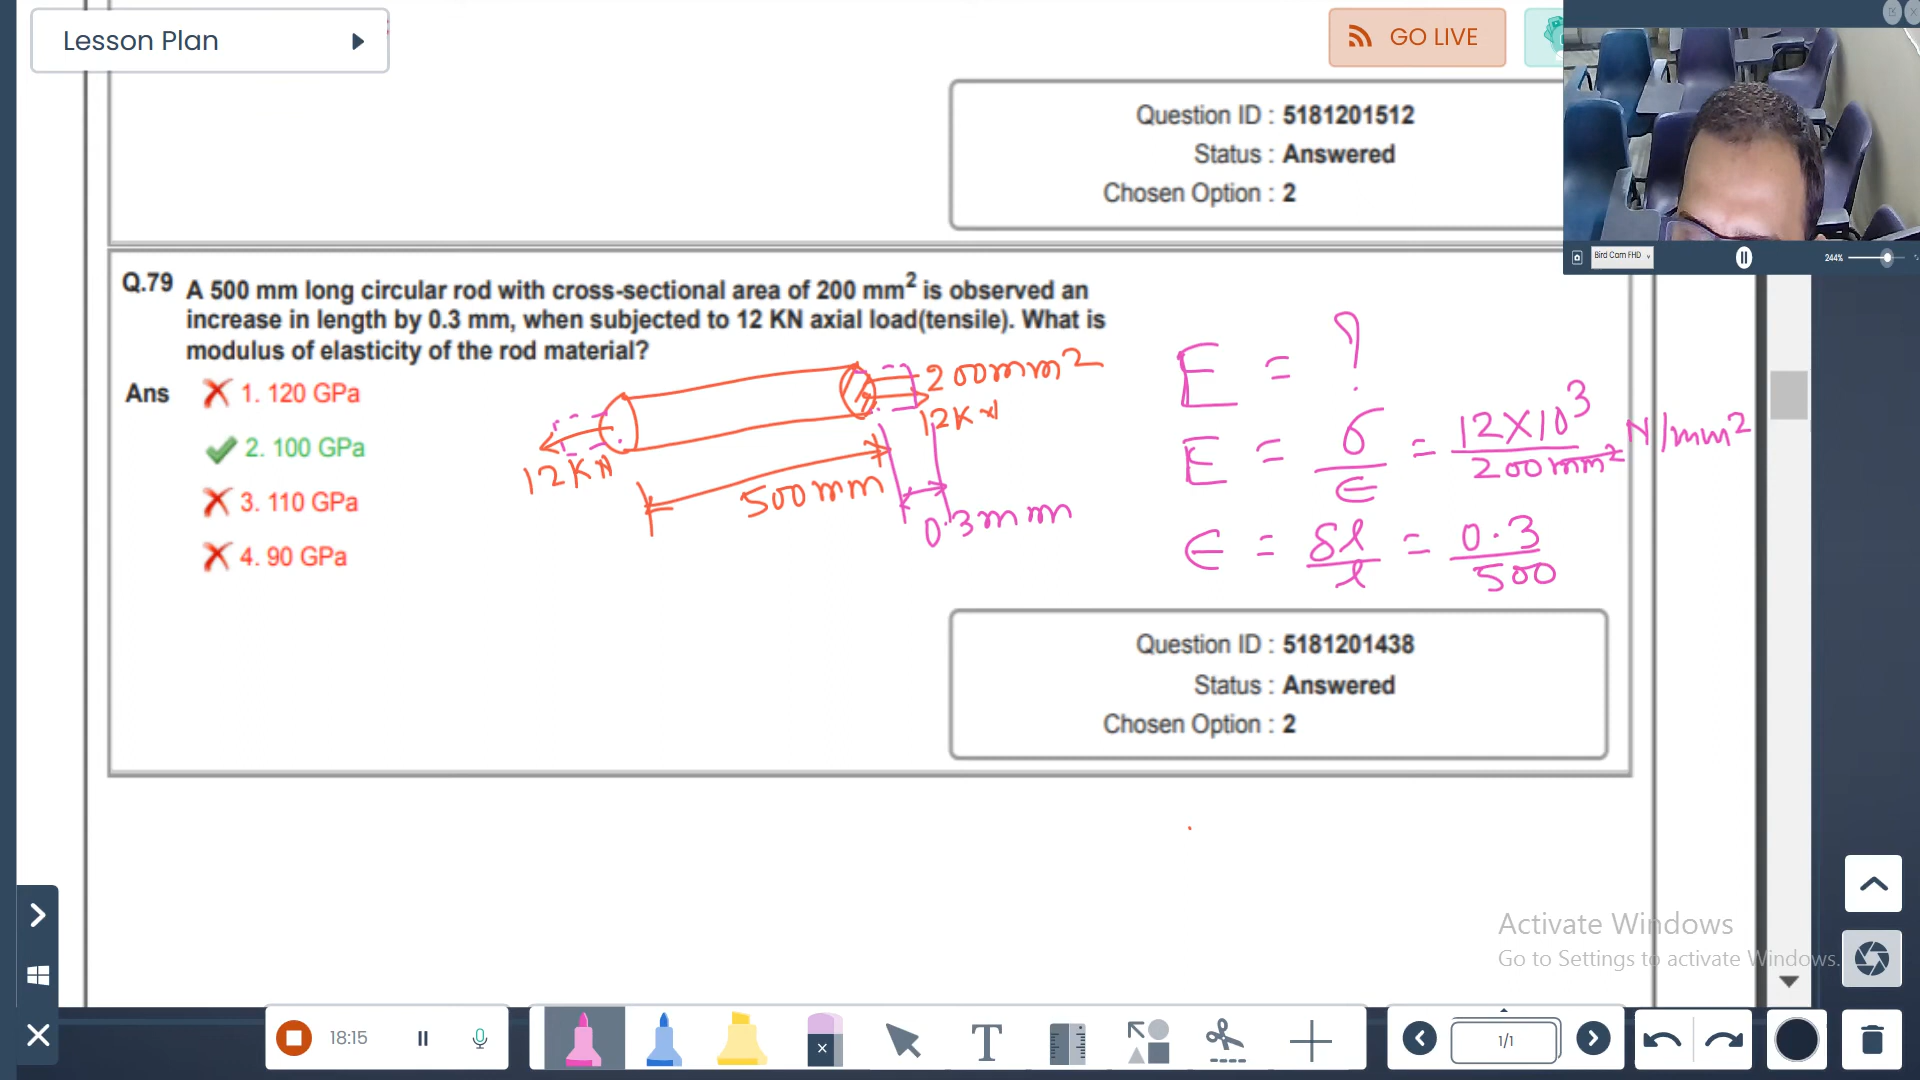 Lesson Plan
GO LIVE
Question ID : 5181201512
Status : Answered
Chosen Option : 2
Bird Cam FHD
244%
Q.79 A 500 mm long circular rod with cross-sectional area of 200 mm² is observed an
increase in length by 0.3 mm, when subjected to 12 KN axial load(tensile). What is
modulus of elasticity of the rod material?
Ans 1. 120 GPa
2. 100 GPa
3. 110 GPa
4. 90 GPa
200mm²
12KN
12KN
500mm
0.3mm
E = ?
E = σ/ϵ = 12×10³/200mm² N/mm²
ϵ = δl/l = 0.3/500
Question ID : 5181201438
Status : Answered
Chosen Option : 2
Activate Windows
Go to Settings to activate Windows.
18:15
T
1/1